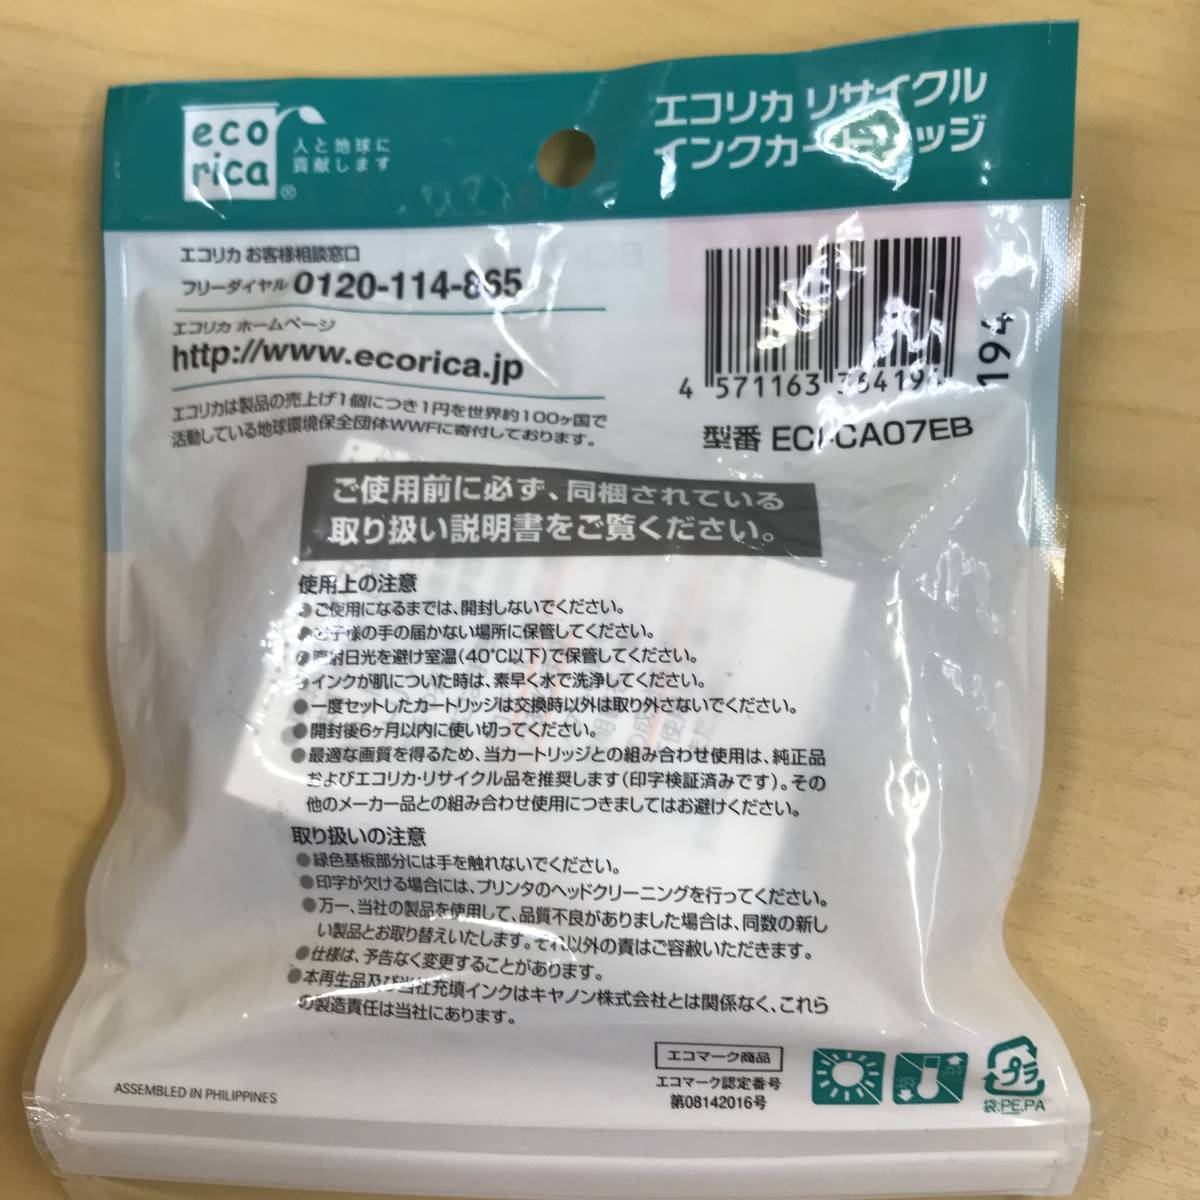 eco
rica
人と地球に
貢献します
®
エコリカ リサイクル
インクカートリッジ
エコリカ お客様相談窓口
フリーダイヤル 0120-114-865
エコリカ ホームページ
http://www.ecorica.jp
エコリカは製品の売上げ1個につき1円を世界約100ヶ国で
活動している地球環境保全団体WWFに寄付しております。
4 571163
194
型番 ECI-CA07EB
ご使用前に必ず、同梱されている
取り扱い説明書をご覧ください。
使用上の注意
●ご使用になるまでは、開封しないでください。
●お子様の手の届かない場所に保管してください。
●直射日光を避け室温(40℃以下)で保管してください。
●インクが肌についた時は、素早く水で洗浄してください。
●一度セットしたカートリッジは交換時以外は取り外さないでください。
●開封後6ヶ月以内に使い切ってください。
●最適な画質を得るため、当カートリッジとの組み合わせ使用は、純正品
およびエコリカ・リサイクル品を推奨します(印字検証済みです)。その
他のメーカー品との組み合わせ使用につきましてはお避けください。
取り扱いの注意
●緑色基板部分には手を触れないでください。
●印字が欠ける場合には、プリンタのヘッドクリーニングを行ってください。
●万一、当社の製品を使用して、品質不良がありました場合は、同数の新し
い製品とお取り替えいたします。それ以外の責はご容赦いただきます。
●仕様は、予告なく変更することがあります。
●本再生品及び当社充填インクはキヤノン株式会社とは関係なく、これら
の製造責任は当社にあります。
エコマーク商品
エコマーク認定番号
第08142016号
プラ
袋:PE,PA
ASSEMBLED IN PHILIPPINES